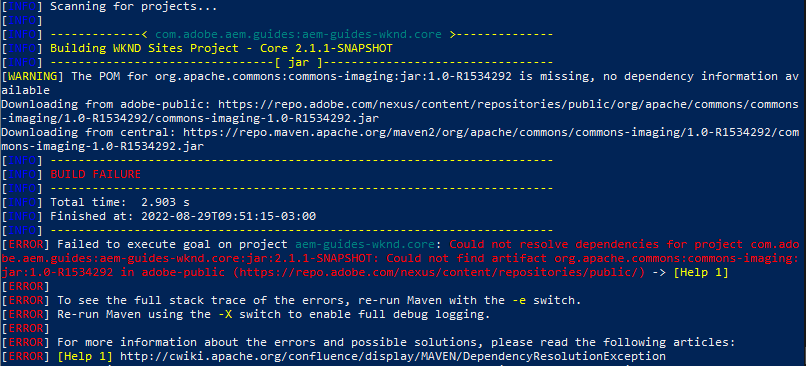 [INFO] Scanning for projects...
[INFO]
[INFO] -------------< com.adobe.aem.guides:aem-guides-wknd.core >-------------
[INFO] Building WKND Sites Project - Core 2.1.1-SNAPSHOT
[INFO] --------------------------------[ jar ]---------------------------------
[WARNING] The POM for org.apache.commons:commons-imaging:jar:1.0-R1534292 is missing, no dependency information av
ailable
Downloading from adobe-public: https://repo.adobe.com/nexus/content/repositories/public/org/apache/commons/commons
-imaging/1.0-R1534292/commons-imaging-1.0-R1534292.jar
Downloading from central: https://repo.maven.apache.org/maven2/org/apache/commons/commons-imaging/1.0-R1534292/com
mons-imaging-1.0-R1534292.jar
[INFO] ------------------------------------------------------------------------
[INFO] BUILD FAILURE
[INFO] ------------------------------------------------------------------------
[INFO] Total time:  2.903 s
[INFO] Finished at: 2022-08-29T09:51:15-03:00
[INFO] ------------------------------------------------------------------------
[ERROR] Failed to execute goal on project aem-guides-wknd.core: Could not resolve dependencies for project com.ado
be.aem.guides:aem-guides-wknd.core:jar:2.1.1-SNAPSHOT: Could not find artifact org.apache.commons:commons-imaging:
jar:1.0-R1534292 in adobe-public (https://repo.adobe.com/nexus/content/repositories/public/) -> [Help 1]
[ERROR]
[ERROR] To see the full stack trace of the errors, re-run Maven with the -e switch.
[ERROR] Re-run Maven using the -X switch to enable full debug logging.
[ERROR]
[ERROR] For more information about the errors and possible solutions, please read the following articles:
[ERROR] [Help 1] http://cwiki.apache.org/confluence/display/MAVEN/DependencyResolutionException